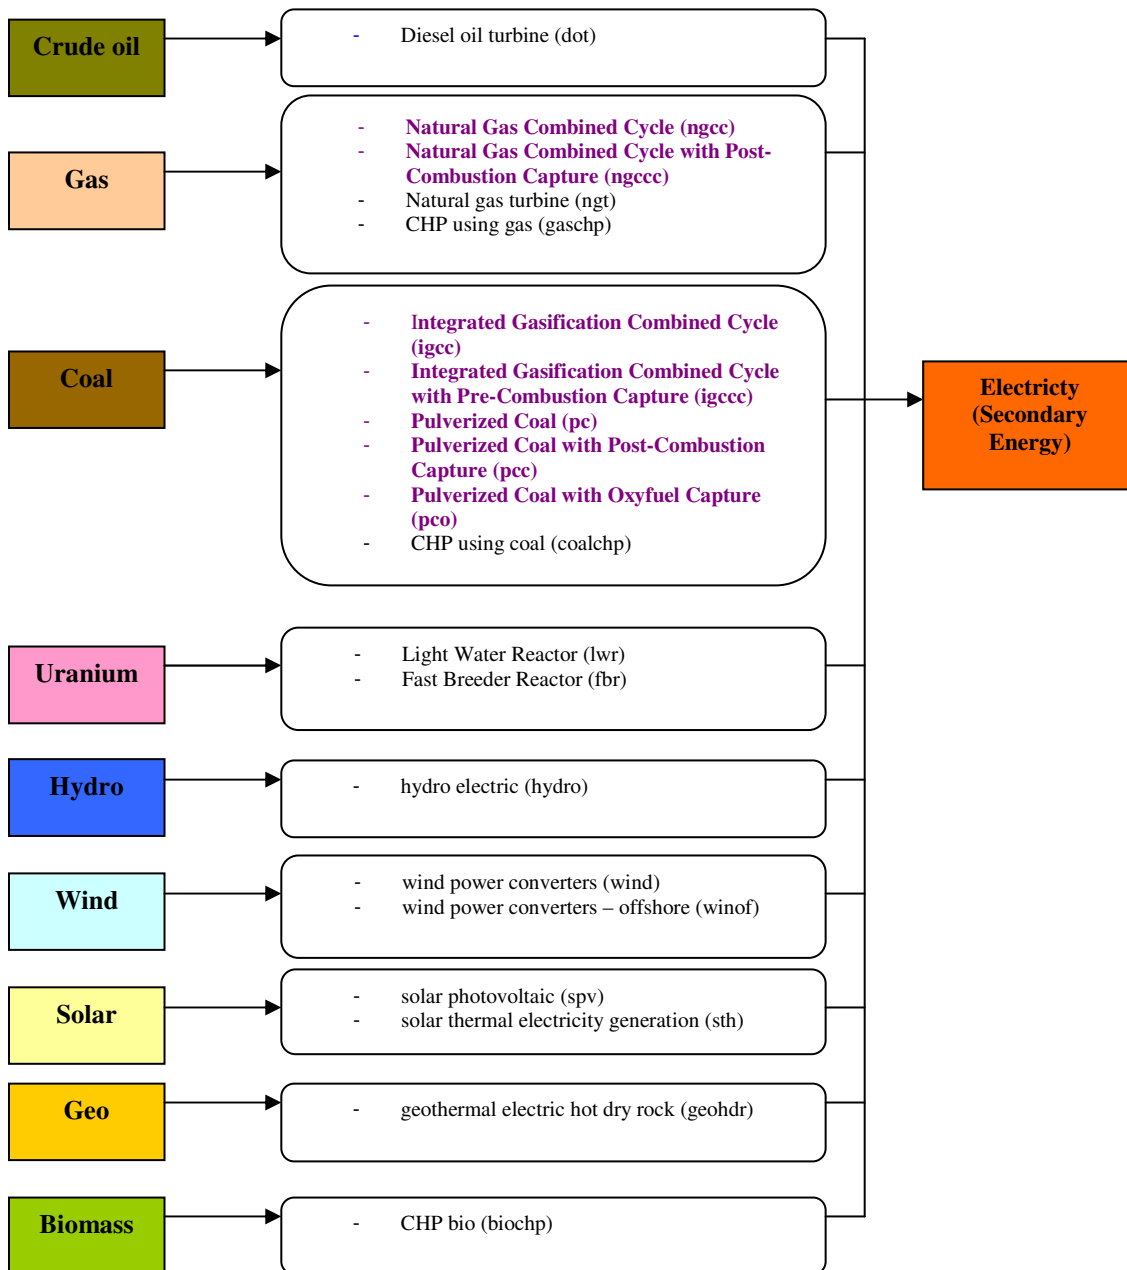 Crude oil
- Diesel oil turbine (dot)
Gas
- Natural Gas Combined Cycle (ngcc)
- Natural Gas Combined Cycle with Post-
Combustion Capture (ngccc)
- Natural gas turbine (ngt)
- CHP using gas (gaschp)
Coal
- Integrated Gasification Combined Cycle
(igcc)
- Integrated Gasification Combined Cycle
with Pre-Combustion Capture (igccc)
- Pulverized Coal (pc)
- Pulverized Coal with Post-Combustion
Capture (pcc)
- Pulverized Coal with Oxyfuel Capture
(pco)
- CHP using coal (coalchp)
Electricty
(Secondary
Energy)
Uranium
- Light Water Reactor (lwr)
- Fast Breeder Reactor (fbr)
Hydro
- hydro electric (hydro)
Wind
- wind power converters (wind)
- wind power converters – offshore (winof)
Solar
- solar photovoltaic (spv)
- solar thermal electricity generation (sth)
Geo
- geothermal electric hot dry rock (geohdr)
Biomass
- CHP bio (biochp)